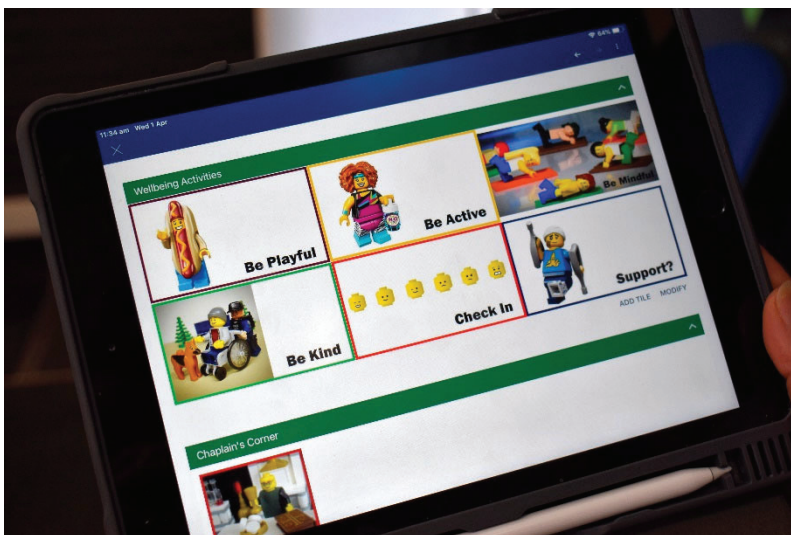 11:34 am Wed 1 Apr
64%
Wellbeing Activities
Be Playful
Be Active
Be Mindful
Be Kind
Check In
Support?
ADD TILE MODIFY
Chaplain's Corner